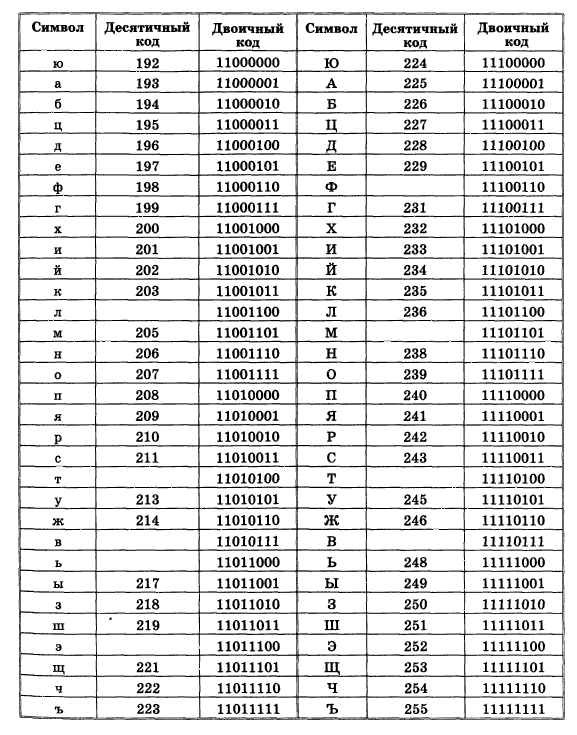 Символ Десятичный код Двоичный код Символ Десятичный код Двоичный код
ю 192 11000000 Ю 224 11100000
а 193 11000001 А 225 11100001
б 194 11000010 Б 226 11100010
ц 195 11000011 Ц 227 11100011
д 196 11000100 Д 228 11100100
е 197 11000101 Е 229 11100101
ф 198 11000110 Ф 11100110
г 199 11000111 Г 231 11100111
х 200 11001000 Х 232 11101000
и 201 11001001 И 233 11101001
й 202 11001010 Й 234 11101010
к 203 11001011 К 235 11101011
л 11001100 Л 236 11101100
м 205 11001101 М 11101101
н 206 11001110 Н 238 11101110
о 207 11001111 О 239 11101111
п 208 11010000 П 240 11110000
я 209 11010001 Я 241 11110001
р 210 11010010 Р 242 11110010
с 211 11010011 С 243 11110011
т 11010100 Т 11110100
у 213 11010101 У 245 11110101
ж 214 11010110 Ж 246 11110110
в 11010111 В 11110111
ь 11011000 Ь 248 11111000
ы 217 11011001 Ы 249 11111001
з 218 11011010 З 250 11111010
ш 219 11011011 Ш 251 11111011
э 11011100 Э 252 11111100
щ 221 11011101 Щ 253 11111101
ч 222 11011110 Ч 254 11111110
ъ 223 11011111 Ъ 255 11111111